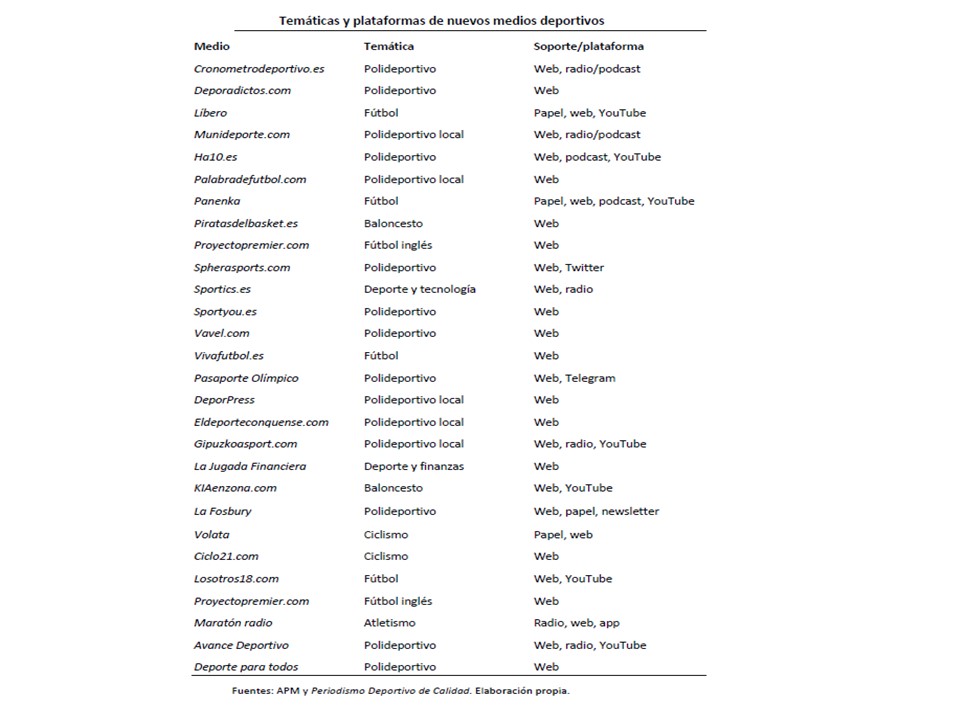 Temáticas y plataformas de nuevos medios deportivos
Medio Temática Soporte/plataforma
Cronometrodeportivo.es Polideportivo Web, radio/podcast
Deporadictos.com Polideportivo Web
Líbero Fútbol Papel, web, YouTube
Munideporte.com Polideportivo local Web, radio/podcast
Ha10.es Polideportivo Web, podcast, YouTube
Palabradefutbol.com Polideportivo local Web
Panenka Fútbol Papel, web, podcast, YouTube
Piratasdelbasket.es Baloncesto Web
Proyectopremier.com Fútbol inglés Web
Spherasports.com Polideportivo Web, Twitter
Sportics.es Deporte y tecnología Web, radio
Sportyou.es Polideportivo Web
Vavel.com Polideportivo Web
Vivafutbol.es Fútbol Web
Pasaporte Olímpico Polideportivo Web, Telegram
DeporPress Polideportivo local Web
Eldeporteconquense.com Polideportivo local Web
Gipuzkoasport.com Polideportivo local Web, radio, YouTube
La Jugada Financiera Deporte y finanzas Web
KIAenzona.com Baloncesto Web, YouTube
La Fosbury Polideportivo Web, papel, newsletter
Volata Ciclismo Papel, web
Ciclo21.com Ciclismo Web
Losotros18.com Fútbol Web, YouTube
Proyectopremier.com Fútbol inglés Web
Maratón radio Atletismo Radio, web, app
Avance Deportivo Polideportivo Web, radio, YouTube
Deporte para todos Polideportivo Web
Fuentes: APM y Periodismo Deportivo de Calidad. Elaboración propia.